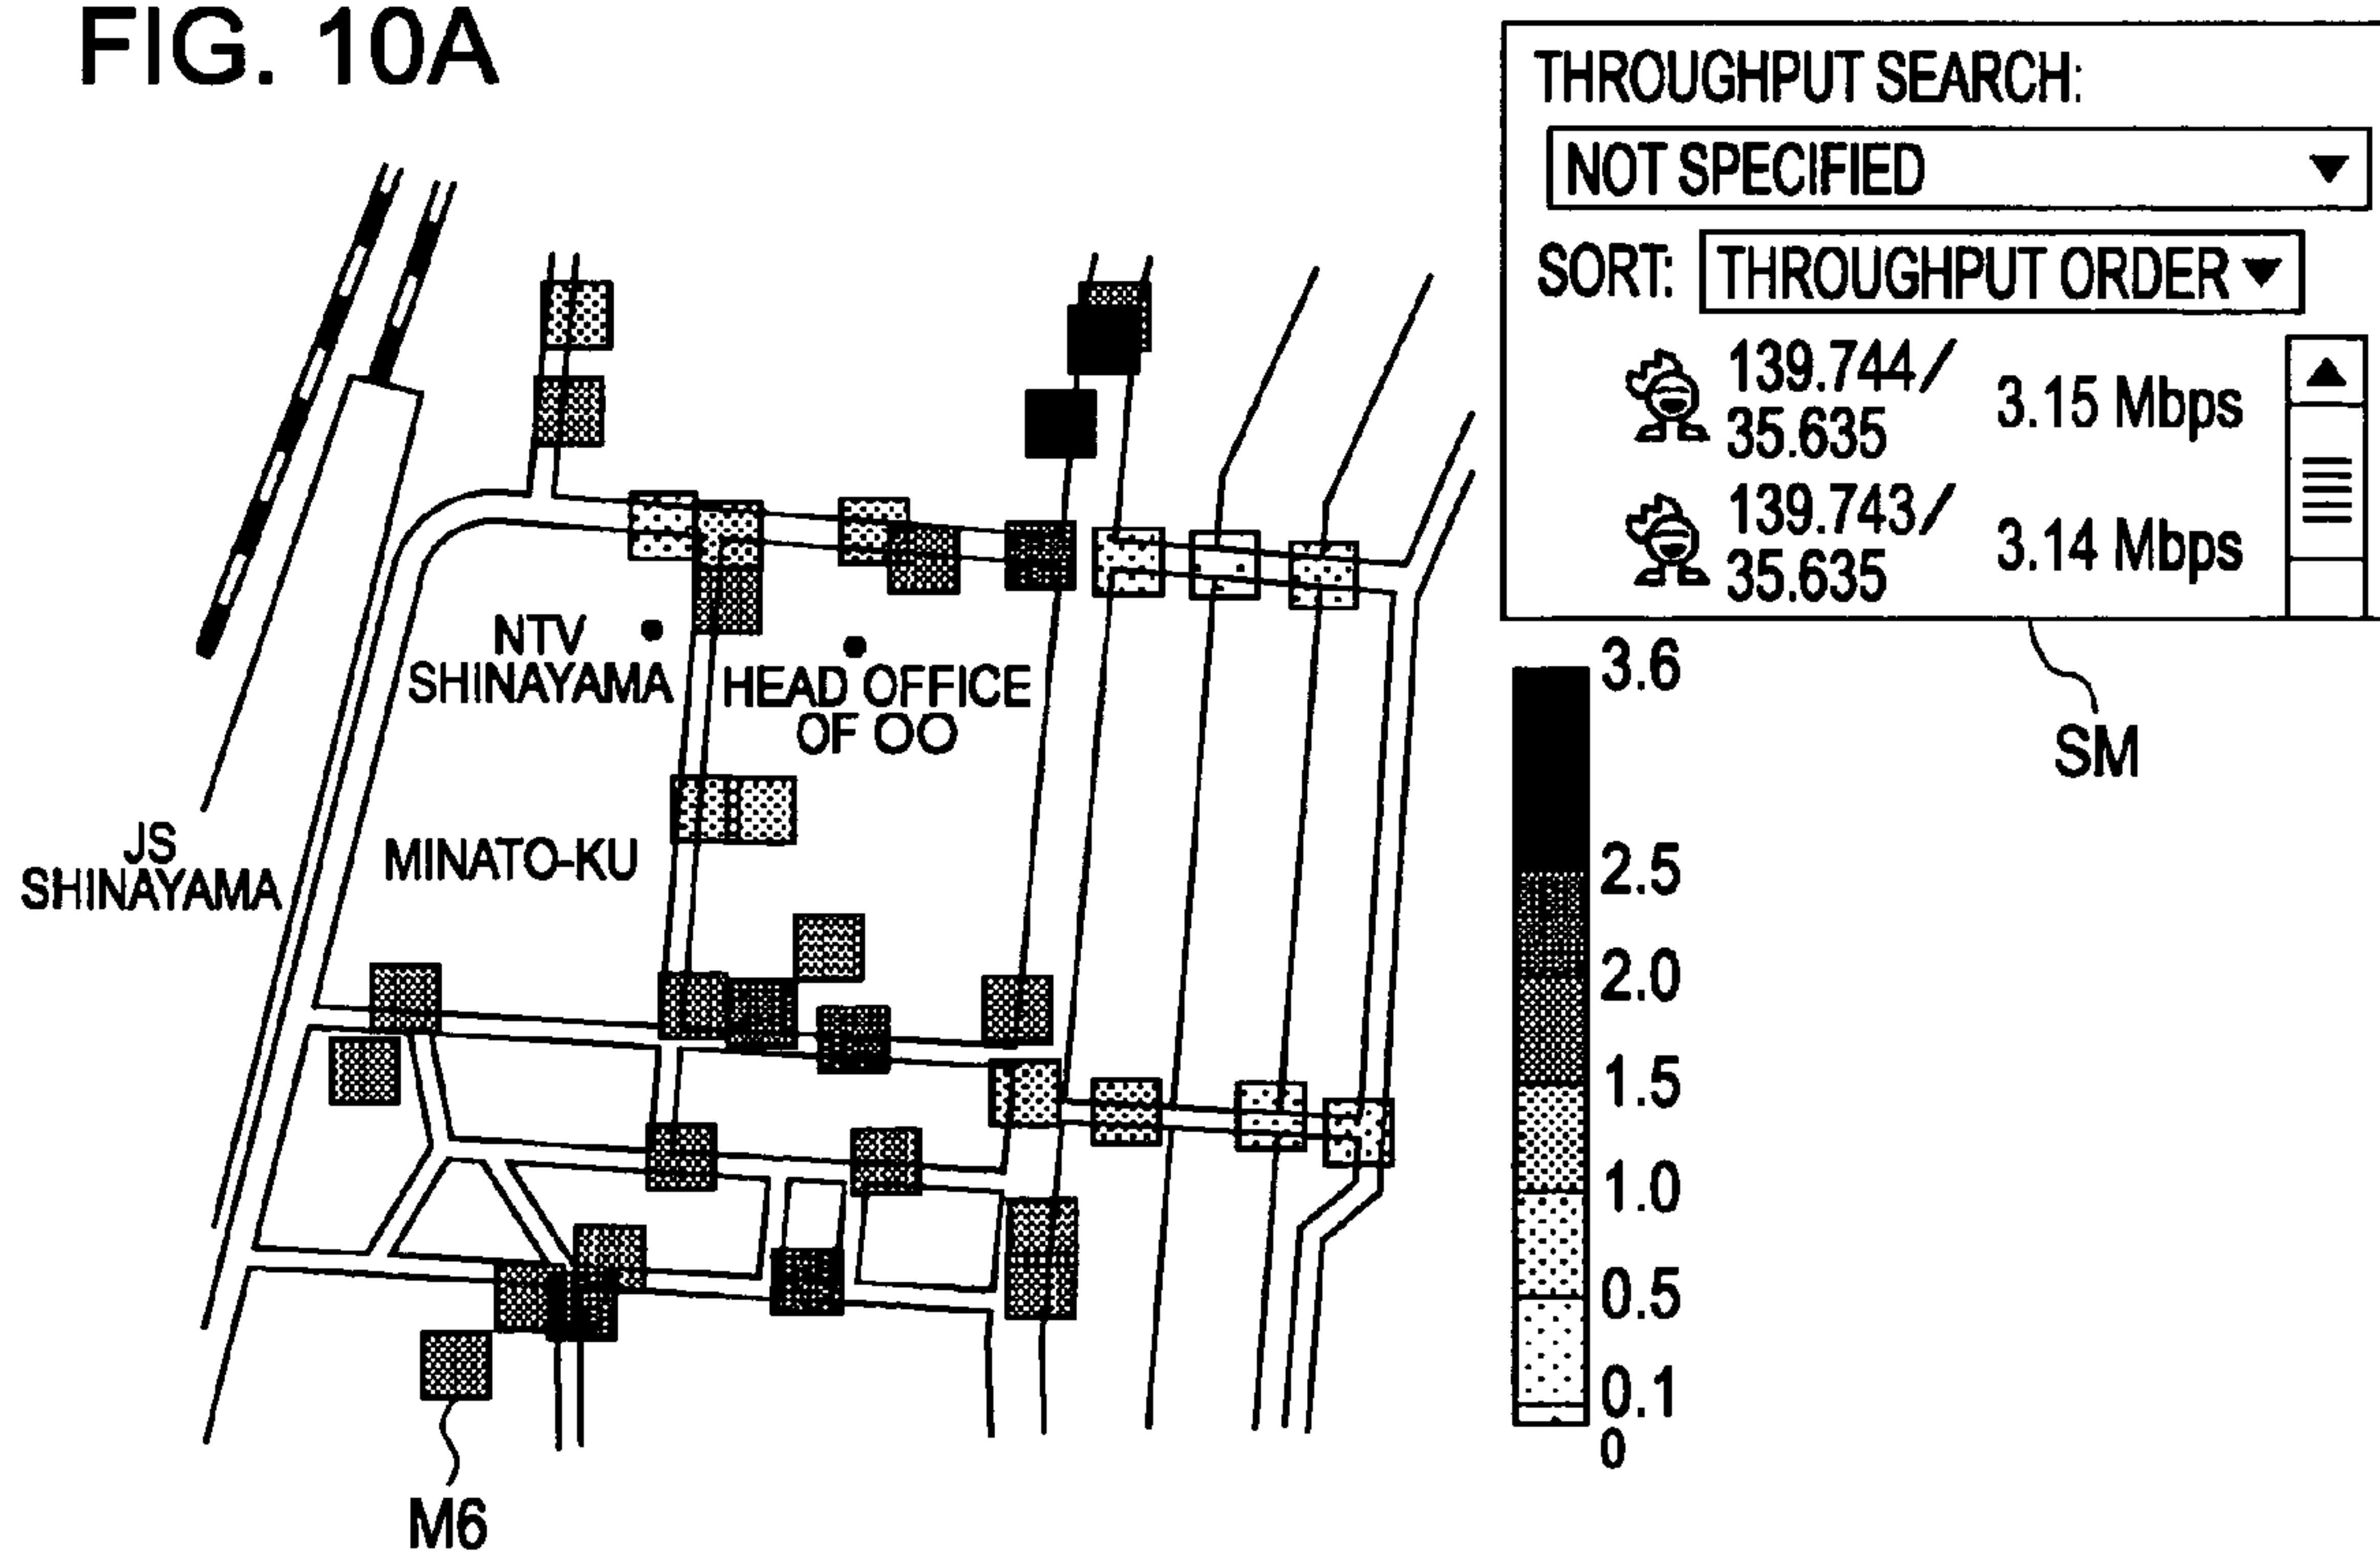 FIG. 10A
THROUGHPUT SEARCH:
NOT SPECIFIED
SORT: THROUGHPUT ORDER
139.744/
35.635
3.15 Mbps
139.743/
35.635
3.14 Mbps
SM
NTV
SHINAYAMA
HEAD OFFICE
OF OO
MINATO-KU
JS
SHINAYAMA
3.6
2.5
2.0
1.5
1.0
0.5
0.1
0
M6